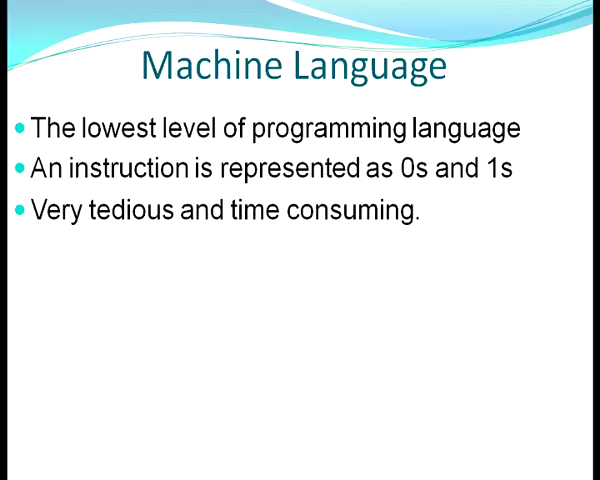 Machine Language
• The lowest level of programming language
• An instruction is represented as 0s and 1s
• Very tedious and time consuming.